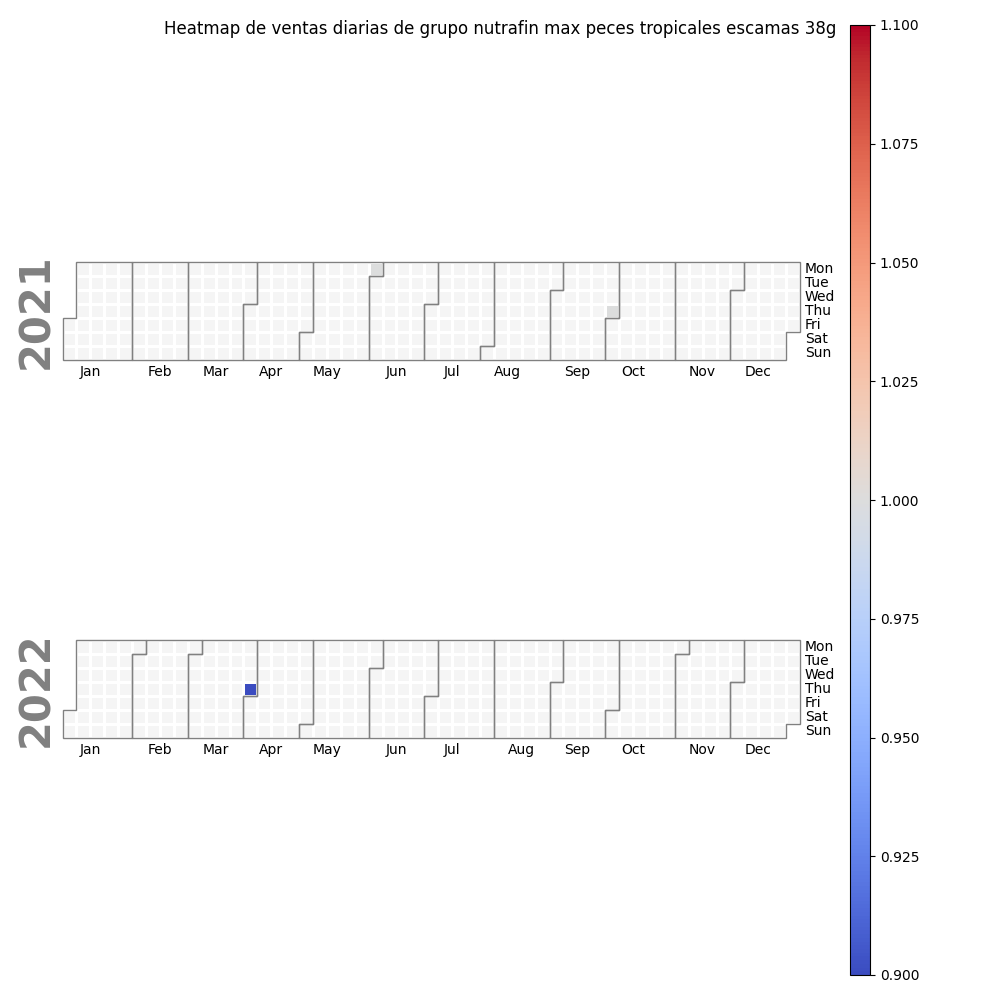 Heatmap de ventas diarias de grupo nutrafin max peces tropicales escamas 38g
1.100
1.075
1.050
1.025
1.000
0.975
0.950
0.925
0.900
2021
Mon
Tue
Wed
Thu
Fri
Sat
Sun
Jan Feb Mar Apr May Jun Jul Aug Sep Oct Nov Dec
2022
Mon
Tue
Wed
Thu
Fri
Sat
Sun
Jan Feb Mar Apr May Jun Jul Aug Sep Oct Nov Dec